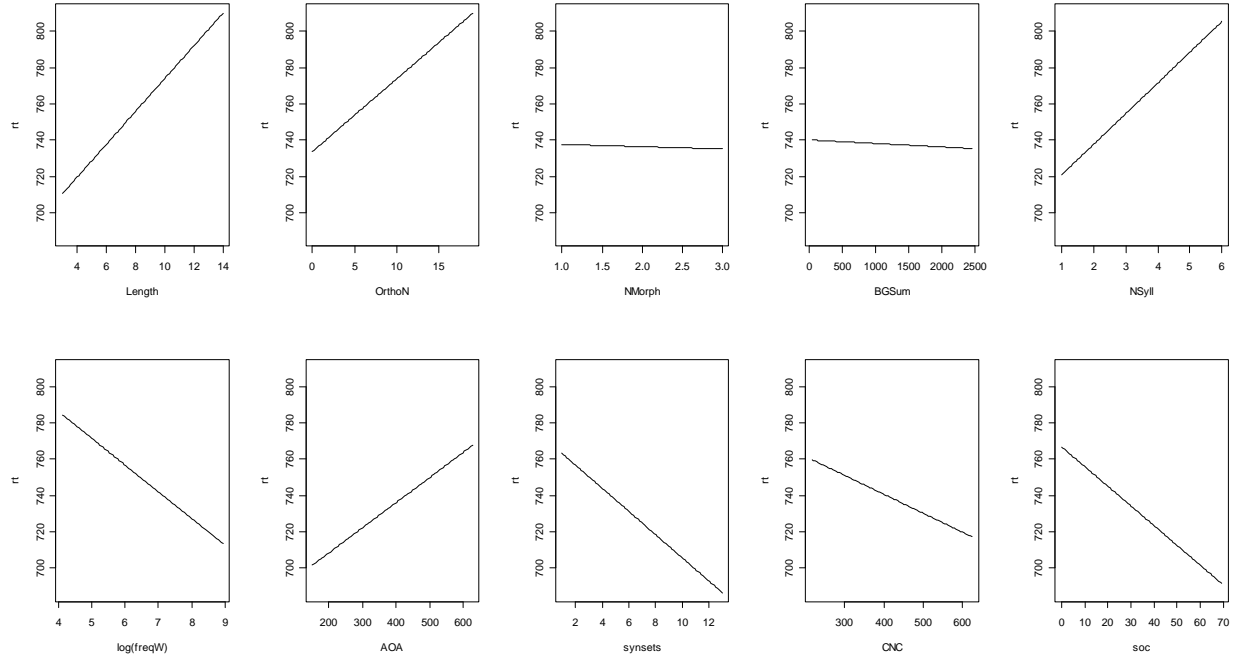 rt
700 720 740 760 780 800
4 6 8 10 12 14
Length
rt
700 720 740 760 780 800
0 5 10 15
OrthoN
rt
700 720 740 760 780 800
1.0 1.5 2.0 2.5 3.0
NMorph
rt
700 720 740 760 780 800
0 500 1000 1500 2000 2500
BGSum
rt
700 720 740 760 780 800
1 2 3 4 5 6
NSyll
rt
700 720 740 760 780 800
4 5 6 7 8 9
log(freqW)
rt
700 720 740 760 780 800
200 300 400 500 600
AOA
rt
700 720 740 760 780 800
2 4 6 8 10 12
synsets
rt
700 720 740 760 780 800
300 400 500 600
CNC
rt
700 720 740 760 780 800
0 10 20 30 40 50 60 70
soc